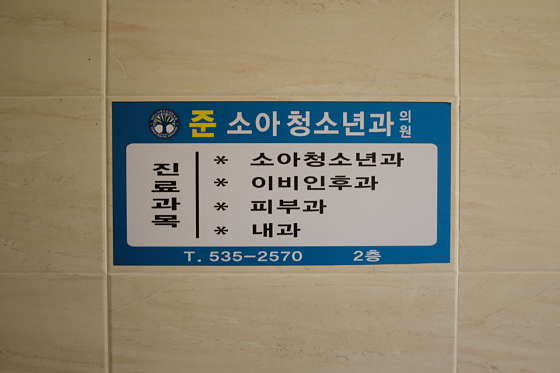 준 소아청소년과의원
진료과목
* 소아청소년과
* 이비인후과
* 피부과
* 내과
T. 535-2570 2층